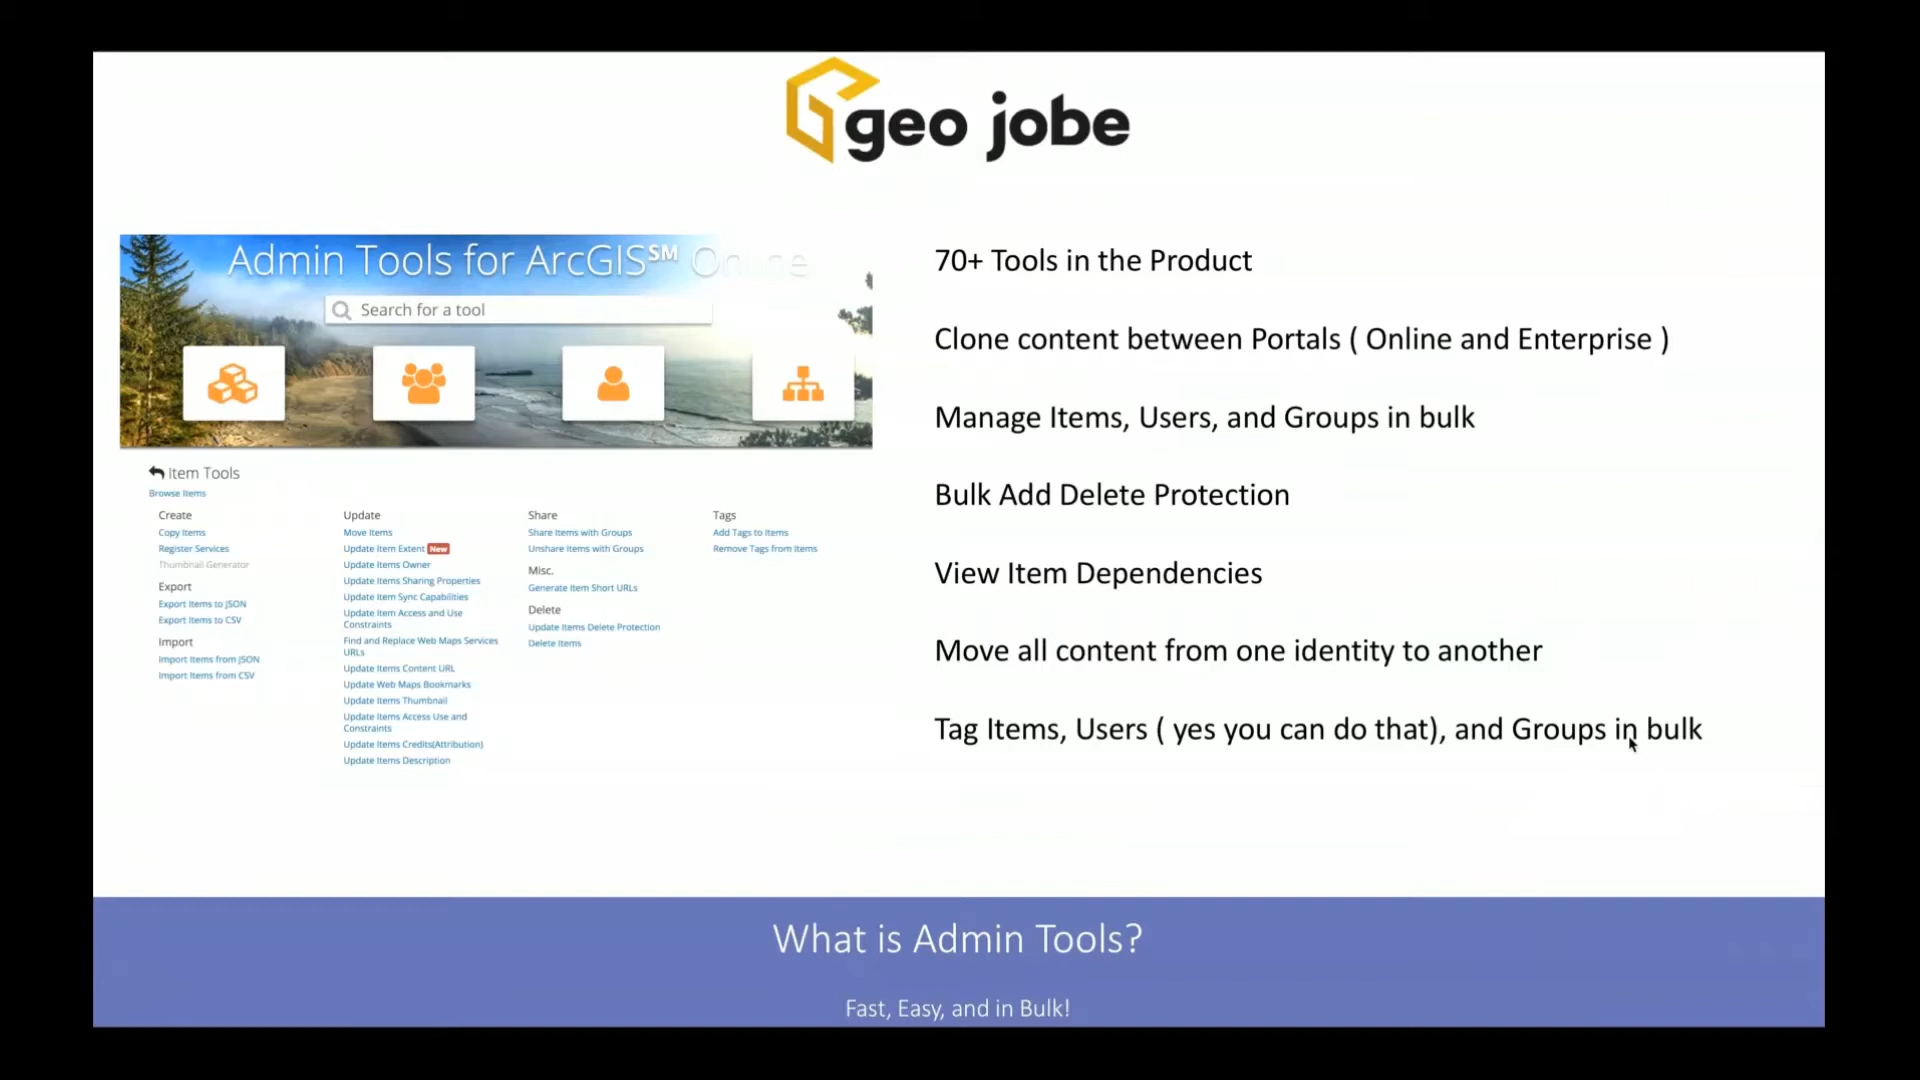 geo jobe
Admin Tools for ArcGIS℠ Online
Search for a tool
Item Tools
Browse Items
Create
Copy Items
Register Services
Thumbnail Generator
Export
Export Items to JSON
Export Items to CSV
Import
Import Items from JSON
Import Items from CSV
Update
Move Items
Update Item Extent New
Update Items Owner
Update Items Sharing Properties
Update Item Sync Capabilities
Update Item Access and Use
Constraints
Find and Replace Web Maps Services
URLs
Update Items Content URL
Update Web Maps Bookmarks
Update Items Thumbnail
Update Items Access Use and
Constraints
Update Items Credits(Attribution)
Update Items Description
Share
Share Items with Groups
Unshare Items with Groups
Misc.
Generate Item Short URLs
Delete
Update Items Delete Protection
Delete Items
Tags
Add Tags to Items
Remove Tags from Items
70+ Tools in the Product
Clone content between Portals ( Online and Enterprise )
Manage Items, Users, and Groups in bulk
Bulk Add Delete Protection
View Item Dependencies
Move all content from one identity to another
Tag Items, Users ( yes you can do that), and Groups in bulk
What is Admin Tools?
Fast, Easy, and in Bulk!